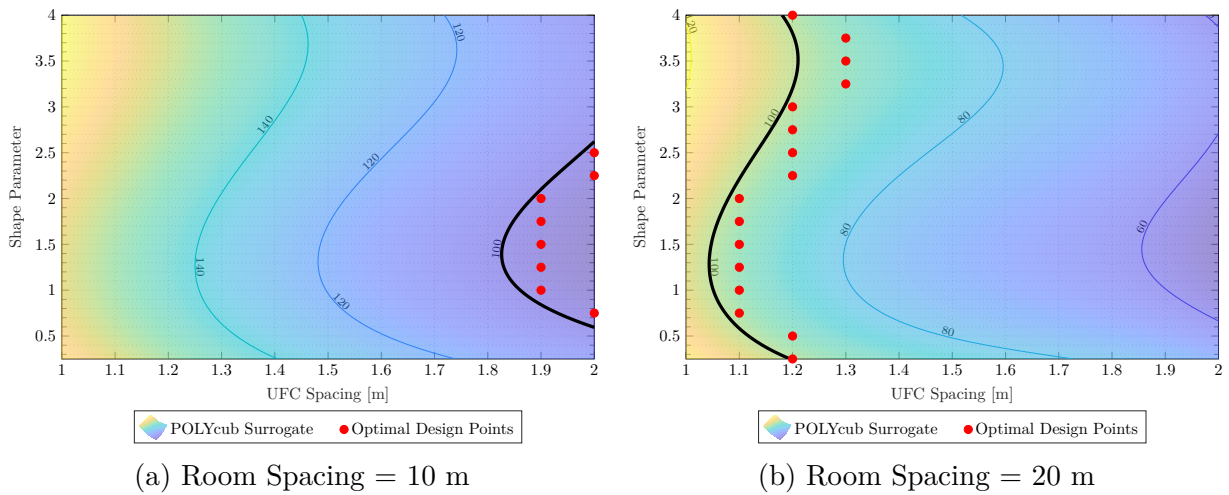 4
3.5
3
2.5
2
1.5
1
0.5
Shape Parameter
140
120
140
120
120
100
1 1.1 1.2 1.3 1.4 1.5 1.6 1.7 1.8 1.9 2
UFC Spacing [m]
POLYcub Surrogate Optimal Design Points
(a) Room Spacing = 10 m
4
3.5
3
2.5
2
1.5
1
0.5
Shape Parameter
120
100
80
80
60
100
80
1 1.1 1.2 1.3 1.4 1.5 1.6 1.7 1.8 1.9 2
UFC Spacing [m]
POLYcub Surrogate Optimal Design Points
(b) Room Spacing = 20 m